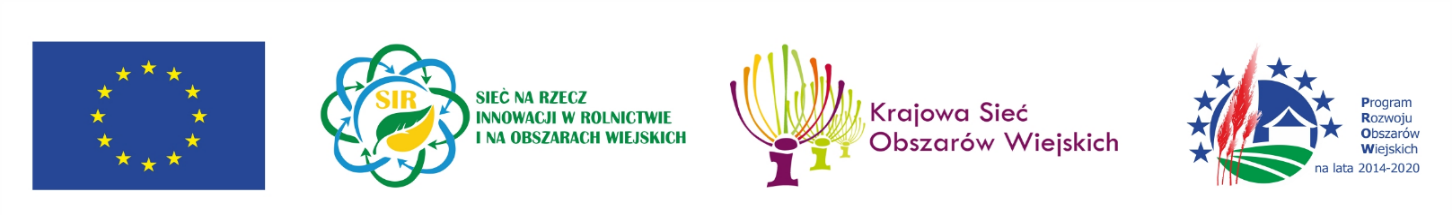 SIR
SIEĆ NA RZECZ
INNOWACJI W ROLNICTWIE
I NA OBSZARACH WIEJSKICH
Krajowa Sieć
Obszarów Wiejskich
Program
Rozwoju
Obszarów
Wiejskich
na lata 2014-2020